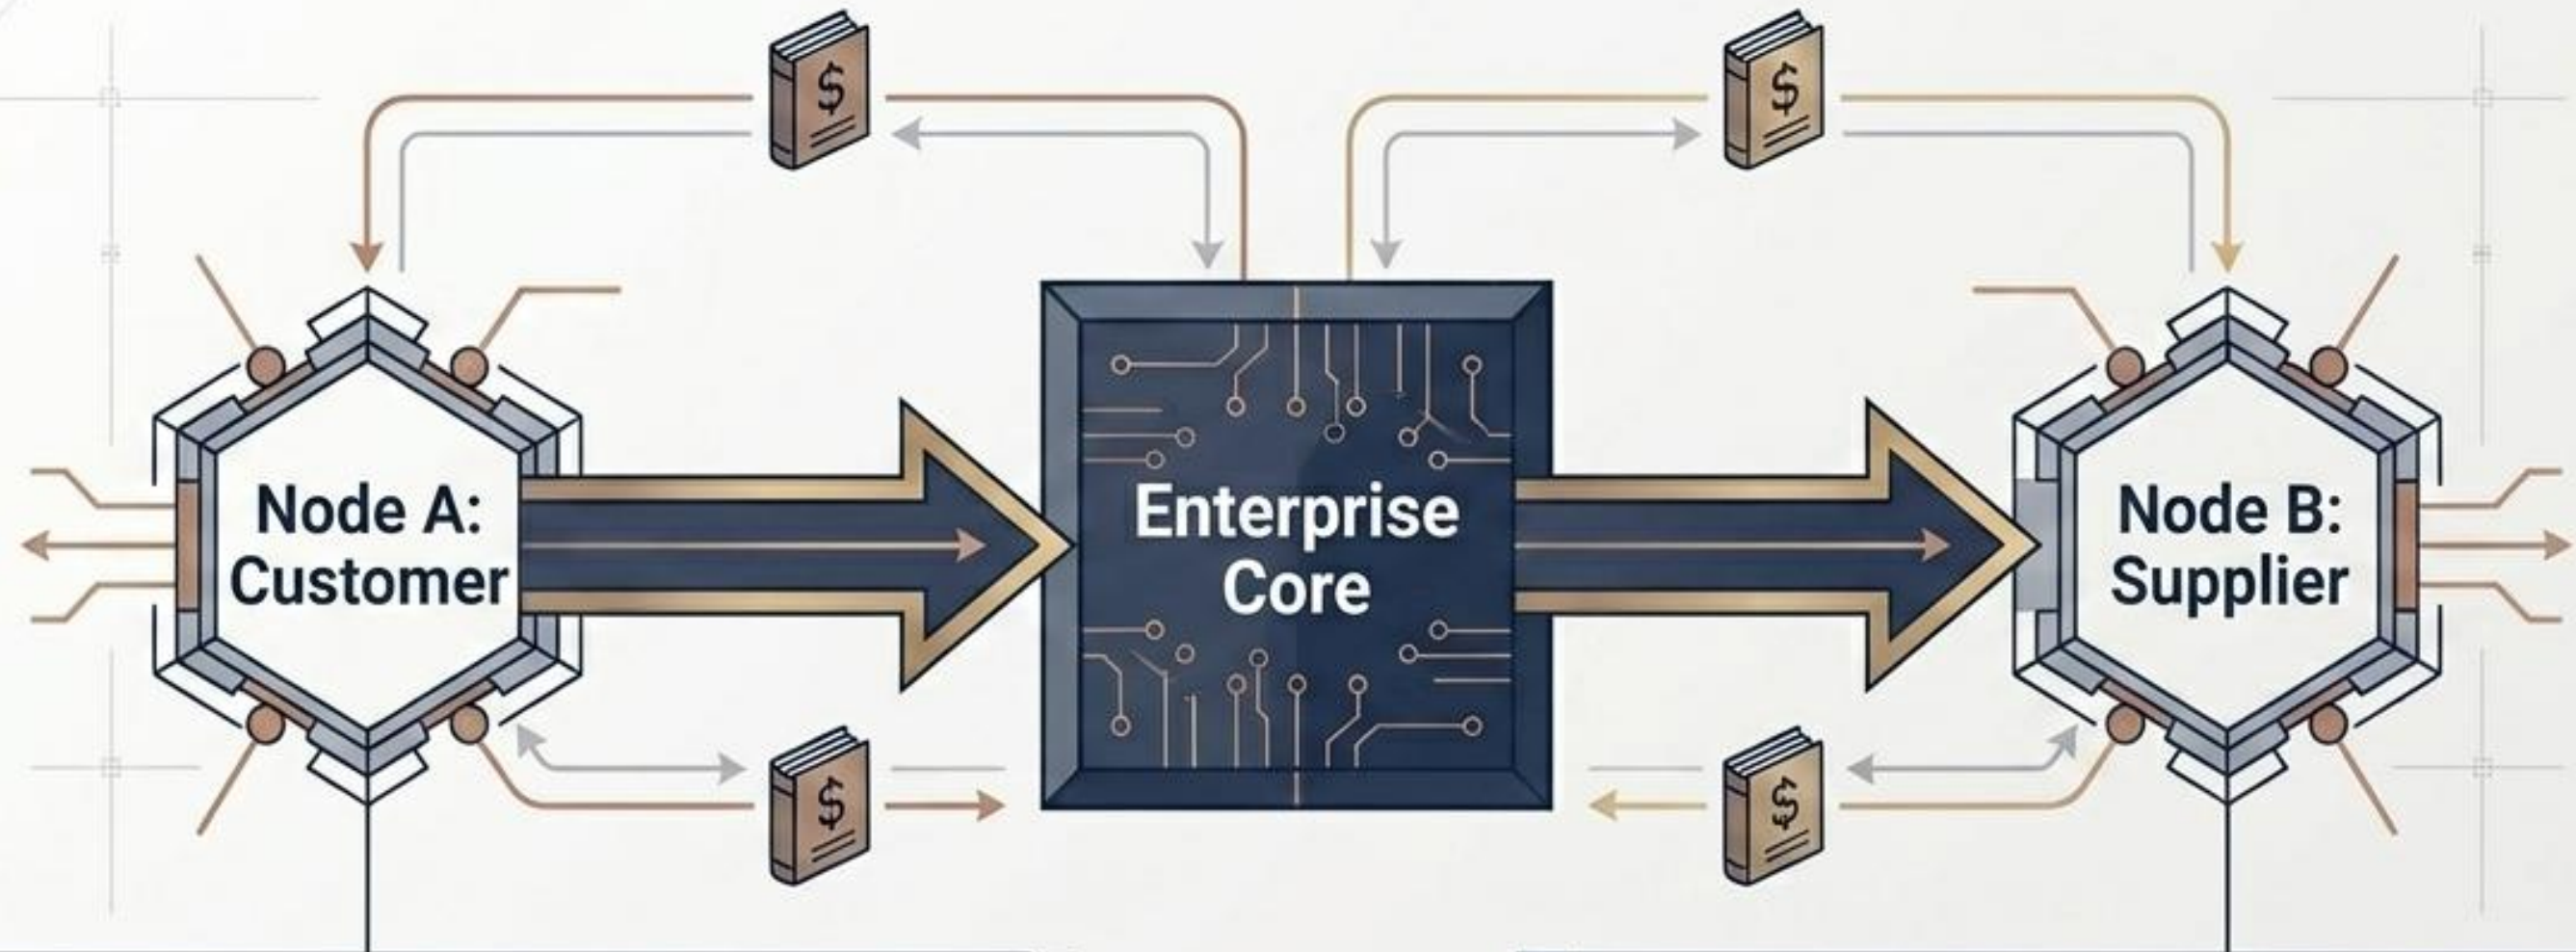 $
$
Node A:
Customer
Enterprise
Core
Node B:
Supplier
$
$